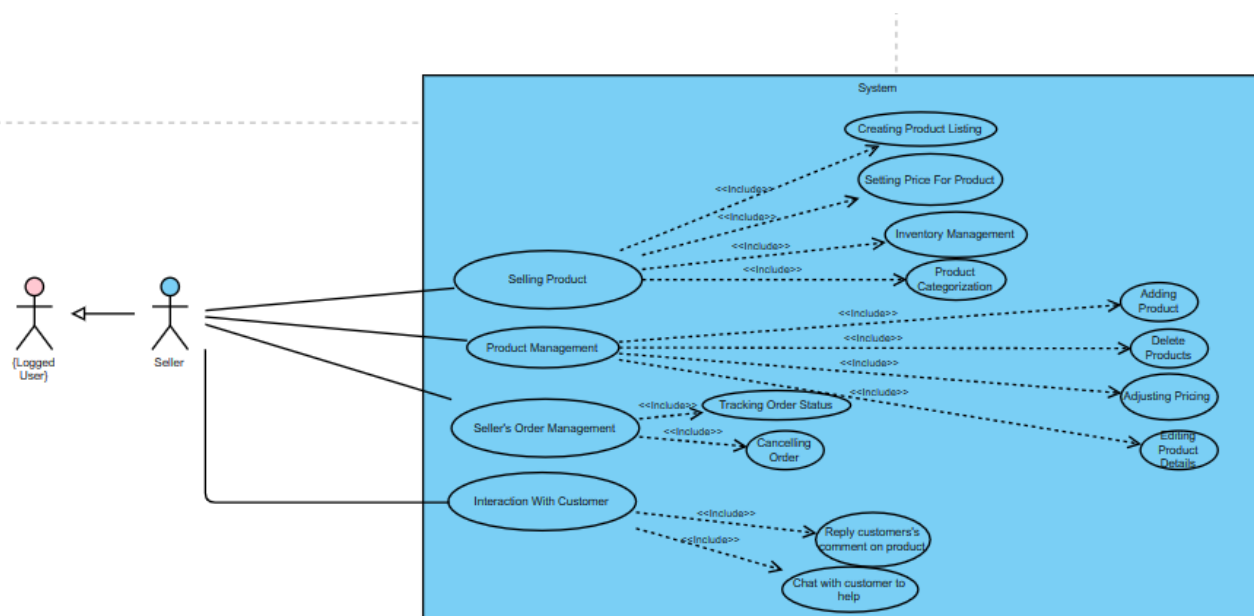 System
Creating Product Listing
<<Include>>
Setting Price For Product
<<Include>>
Inventory Management
<<Include>>
Selling Product
<<Include>>
Product
Categorization
Adding
Product
<<Include>>
Product Management
<<Include>>
Delete
Products
{Logged
User}
Seller
<<Include>>
Adjusting Pricing
<<Include>>
Editing
Product
Details
<<Include>>
Tracking Order Status
Seller's Order Management
<<Include>>
Cancelling
Order
Interaction With Customer
<<Include>>
Reply customers's
comment on product
<<Include>>
Chat with customer to
help